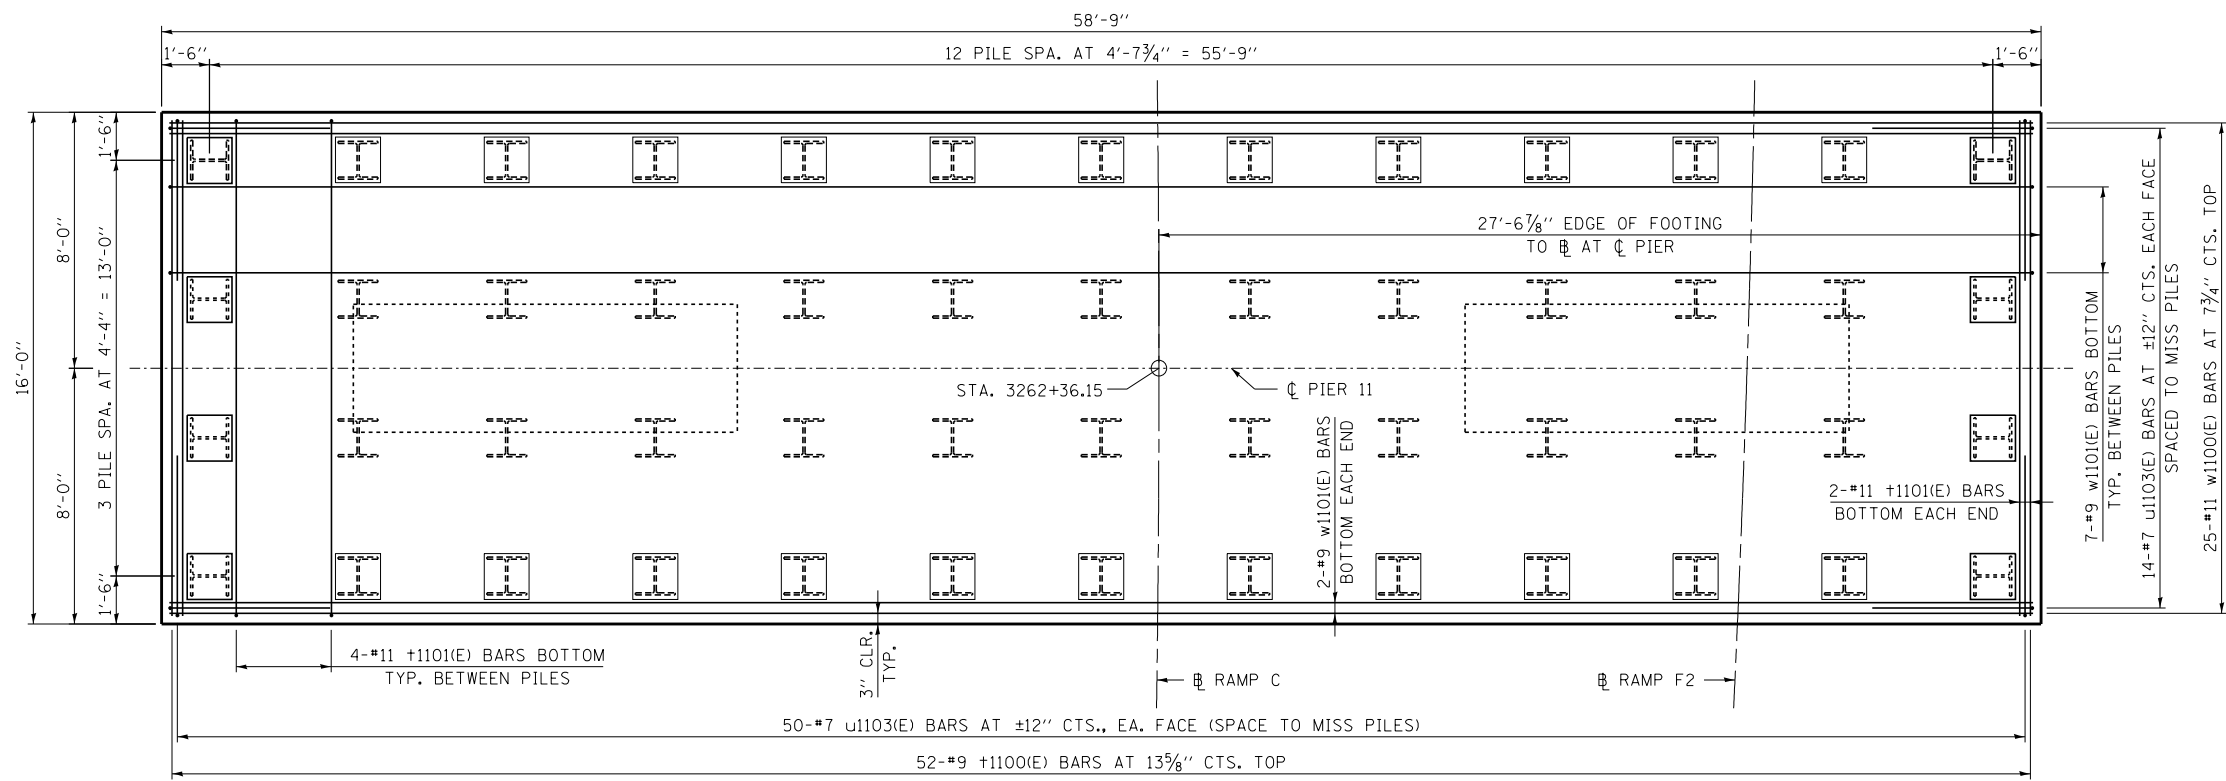 58'-9"
1'-6"
12 PILE SPA. AT 4'-7¾" = 55'-9"
1'-6"
16'-0"
8'-0"
8'-0"
1'-6"
3 PILE SPA. AT 4'-4" = 13'-0"
1'-6"
27'-6⅞" EDGE OF FOOTING
TO ℄ AT ℄ PIER
STA. 3262+36.15
℄ PIER 11
2-#9 w1101(E) BARS
BOTTOM EACH END
2-#11 t1101(E) BARS
BOTTOM EACH END
7-#9 w1101(E) BARS BOTTOM
TYP. BETWEEN PILES
14-#7 u1103(E) BARS AT ±12" CTS. EACH FACE
SPACED TO MISS PILES
25-#11 w1100(E) BARS AT 7¾" CTS. TOP
4-#11 t1101(E) BARS BOTTOM
TYP. BETWEEN PILES
3" CLR.
TYP.
℄ RAMP C
℄ RAMP F2
50-#7 u1103(E) BARS AT ±12" CTS., EA. FACE (SPACE TO MISS PILES)
52-#9 t1100(E) BARS AT 13⅝" CTS. TOP